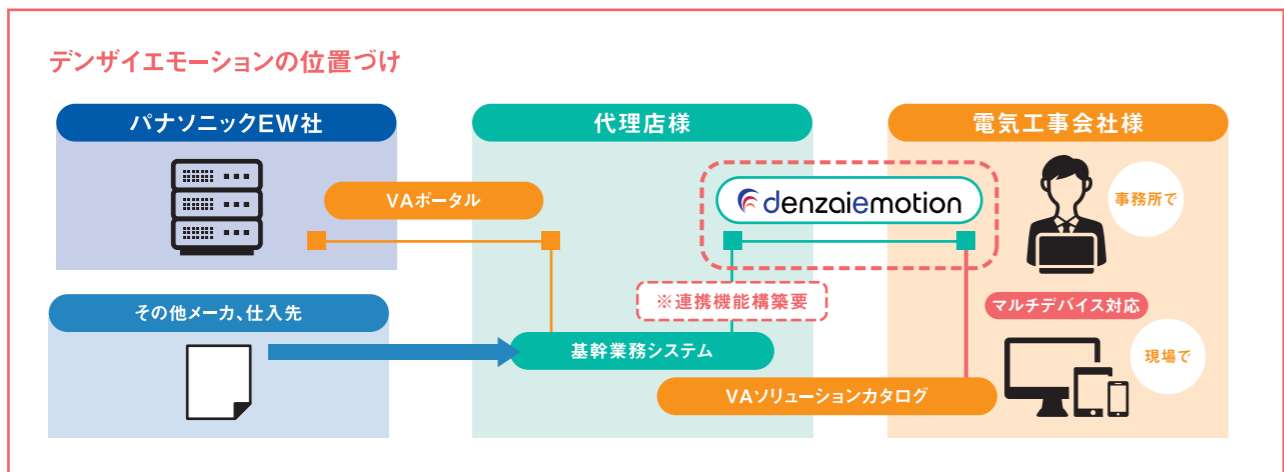 デンザイエモーションの位置づけ
パナソニックEW社
代理店様
電気工事会社様
VAポータル
denzaiemotion
事務所で
※連携機能構築要
マルチデバイス対応
その他メーカ、仕入先
基幹業務システム
現場で
VAソリューションカタログ